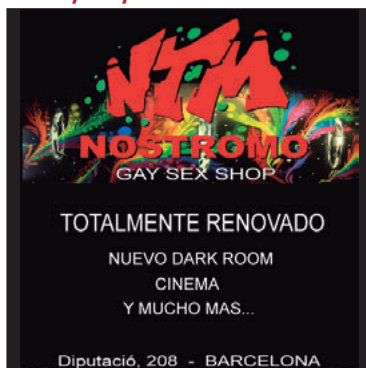 NTM
NOSTROMO
GAY SEX SHOP
TOTALMENTE RENOVADO
NUEVO DARK ROOM
CINEMA
Y MUCHO MAS...
Diputació, 208 - BARCELONA